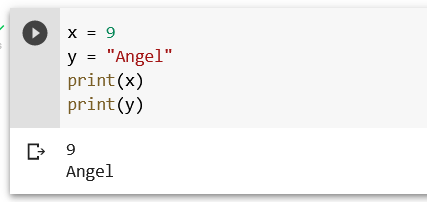 x = 9
y = "Angel"
print(x)
print(y)
9
Angel